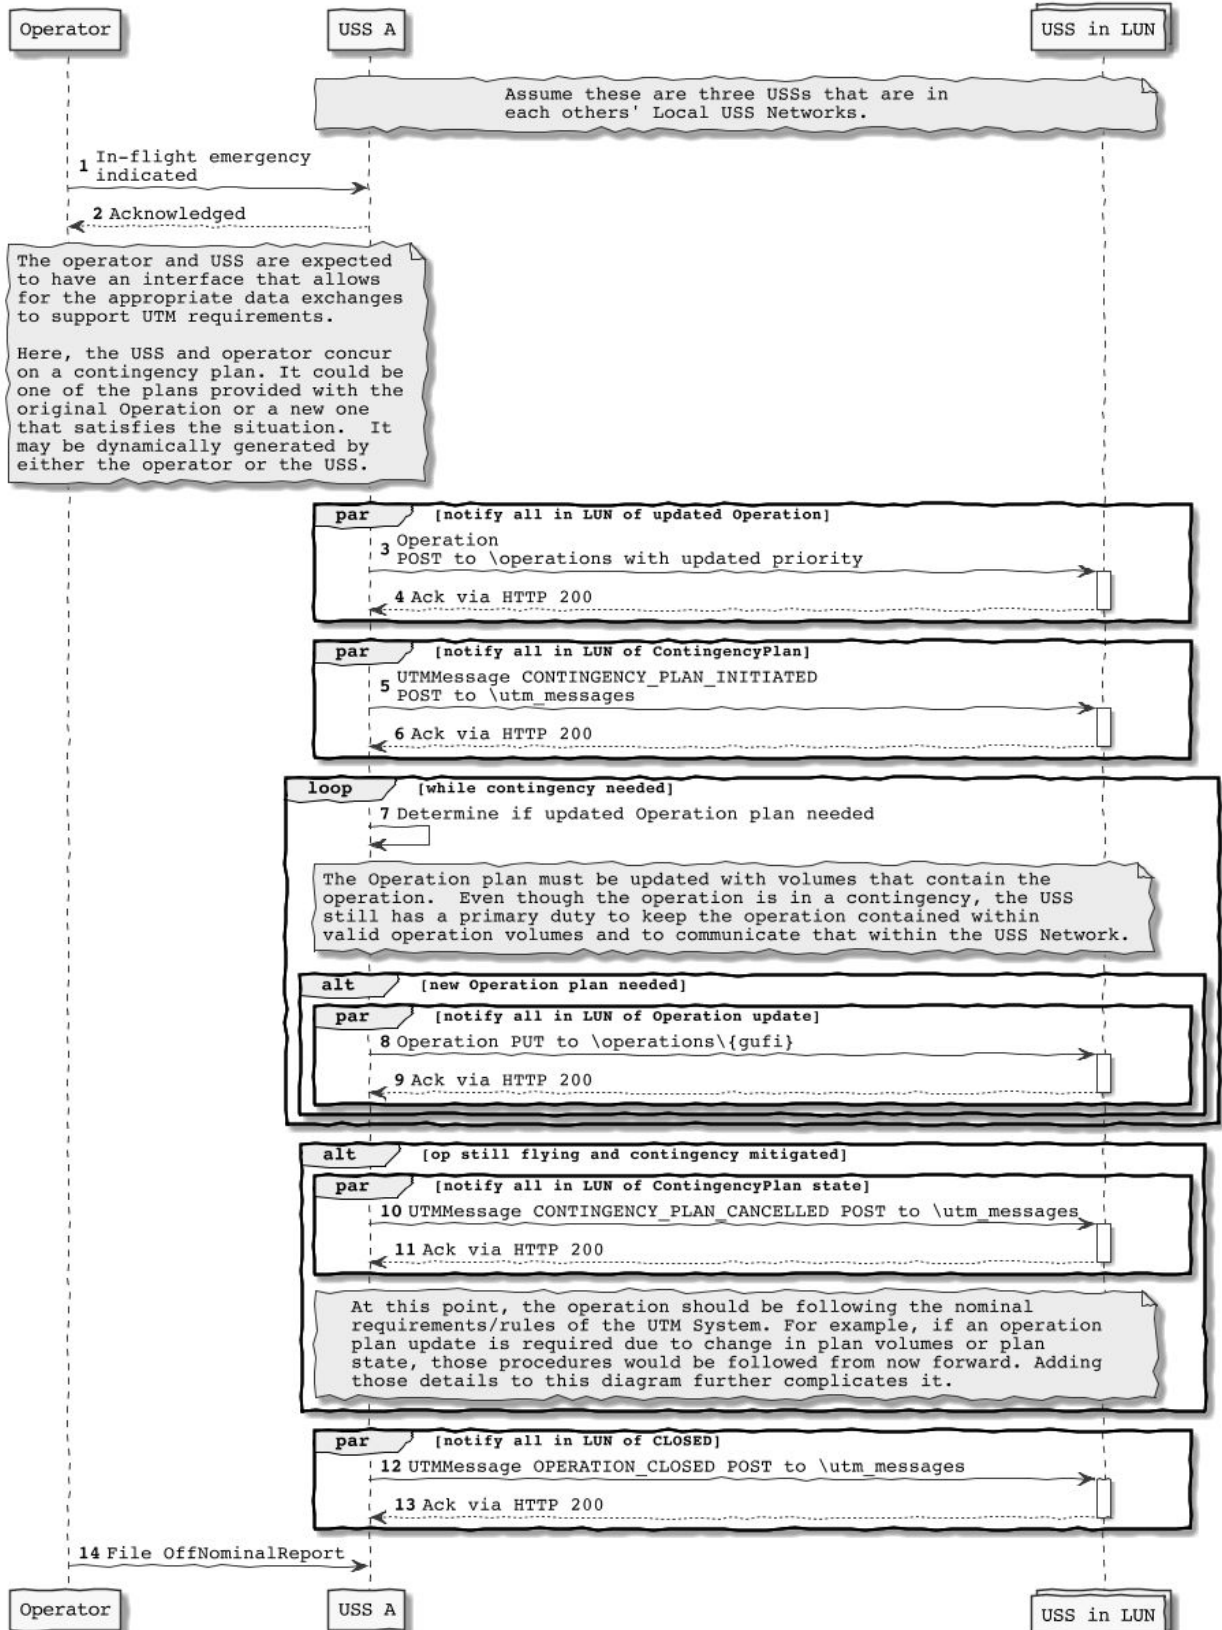 Operator
USS A
USS in LUN
Assume these are three USSs that are in
each others' Local USS Networks.
1 In-flight emergency
indicated
2 Acknowledged
The operator and USS are expected
to have an interface that allows
for the appropriate data exchanges
to support UTM requirements.
Here, the USS and operator concur
on a contingency plan. It could be
one of the plans provided with the
original Operation or a new one
that satisfies the situation.  It
may be dynamically generated by
either the operator or the USS.
par [notify all in LUN of updated Operation]
3 Operation
POST to \operations with updated priority
4 Ack via HTTP 200
par [notify all in LUN of ContingencyPlan]
5 UTMMessage CONTINGENCY_PLAN_INITIATED
POST to \utm_messages
6 Ack via HTTP 200
loop [while contingency needed]
7 Determine if updated Operation plan needed
The Operation plan must be updated with volumes that contain the
operation.  Even though the operation is in a contingency, the USS
still has a primary duty to keep the operation contained within
valid operation volumes and to communicate that within the USS Network.
alt [new Operation plan needed]
par [notify all in LUN of Operation update]
8 Operation PUT to \operations\{gufi}
9 Ack via HTTP 200
alt [op still flying and contingency mitigated]
par [notify all in LUN of ContingencyPlan state]
10 UTMMessage CONTINGENCY_PLAN_CANCELLED POST to \utm_messages
11 Ack via HTTP 200
At this point, the operation should be following the nominal
requirements/rules of the UTM System. For example, if an operation
plan update is required due to change in plan volumes or plan
state, those procedures would be followed from now forward. Adding
those details to this diagram further complicates it.
par [notify all in LUN of CLOSED]
12 UTMMessage OPERATION_CLOSED POST to \utm_messages
13 Ack via HTTP 200
14 File OffNominalReport
Operator
USS A
USS in LUN